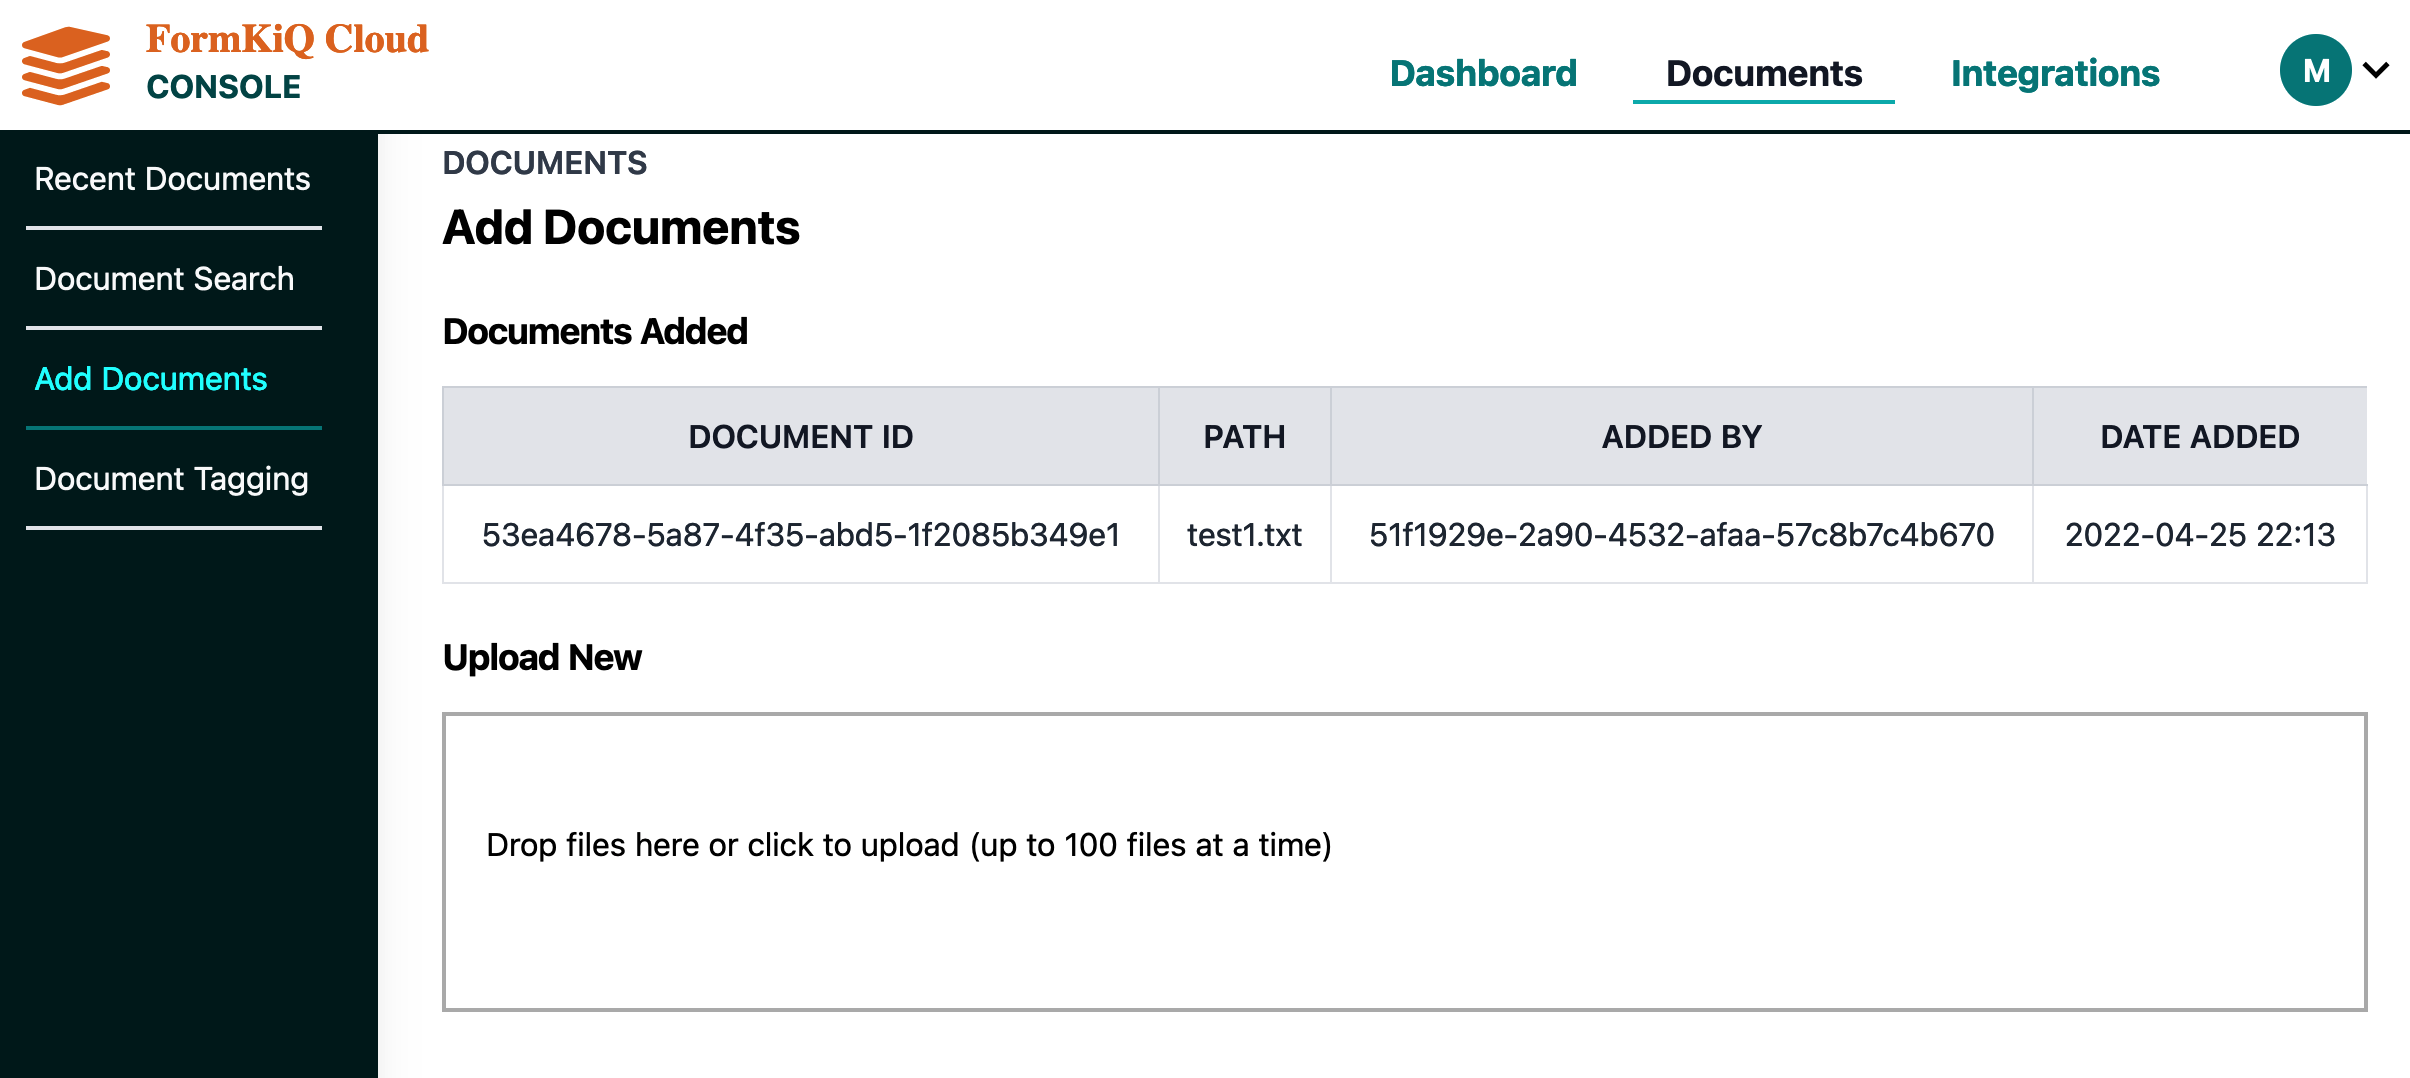 FormKiQ Cloud
CONSOLE
Dashboard Documents Integrations M
Recent Documents
Document Search
Add Documents
Document Tagging
DOCUMENTS
Add Documents
Documents Added
DOCUMENT ID PATH ADDED BY DATE ADDED
53ea4678-5a87-4f35-abd5-1f2085b349e1 test1.txt 51f1929e-2a90-4532-afaa-57c8b7c4b670 2022-04-25 22:13
Upload New
Drop files here or click to upload (up to 100 files at a time)